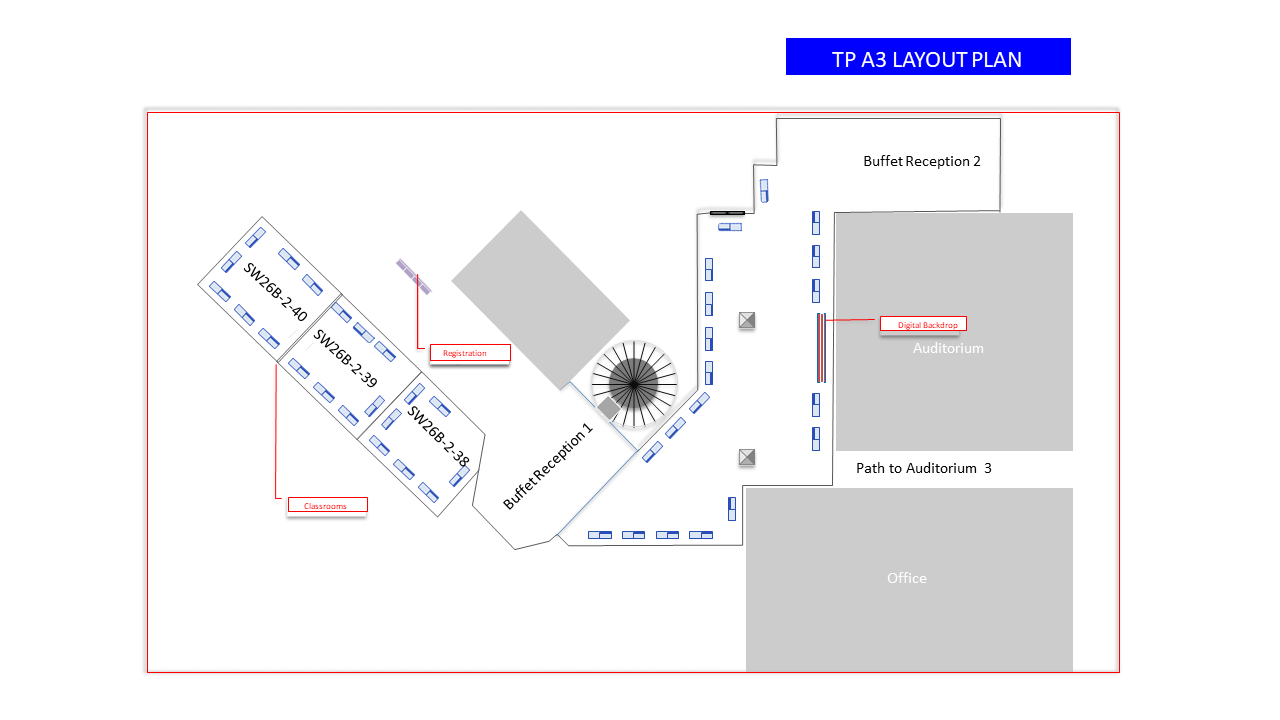 TP A3 LAYOUT PLAN
Buffet Reception 2
SW26B-2-40
SW26B-2-39
SW26B-2-38
Registration
Digital Backdrop
Auditorium
Buffet Reception 1
Path to Auditorium 3
Classrooms
Office